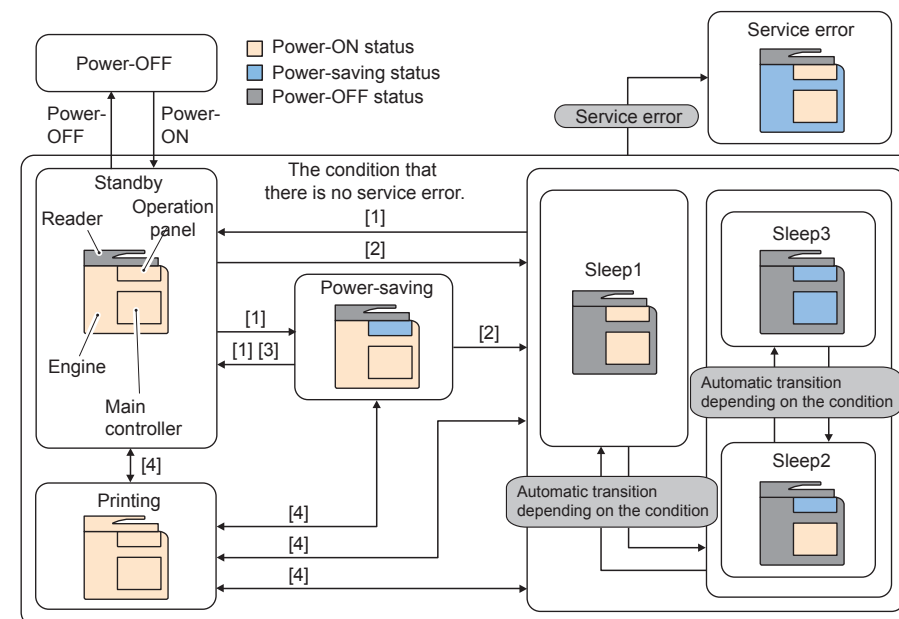 Power-OFF
Power-ON status
Power-saving status
Power-OFF status
Service error
Power-
OFF
Power-
ON
Service error
The condition that
there is no service error.
Standby
Reader
Operation
panel
Engine
Main
controller
[1]
[2]
Power-saving
[1]
[1] [3]
[2]
Sleep1
Sleep3
Automatic transition
depending on the condition
Sleep2
Automatic transition
depending on the condition
[4]
Printing
[4]
[4]
[4]